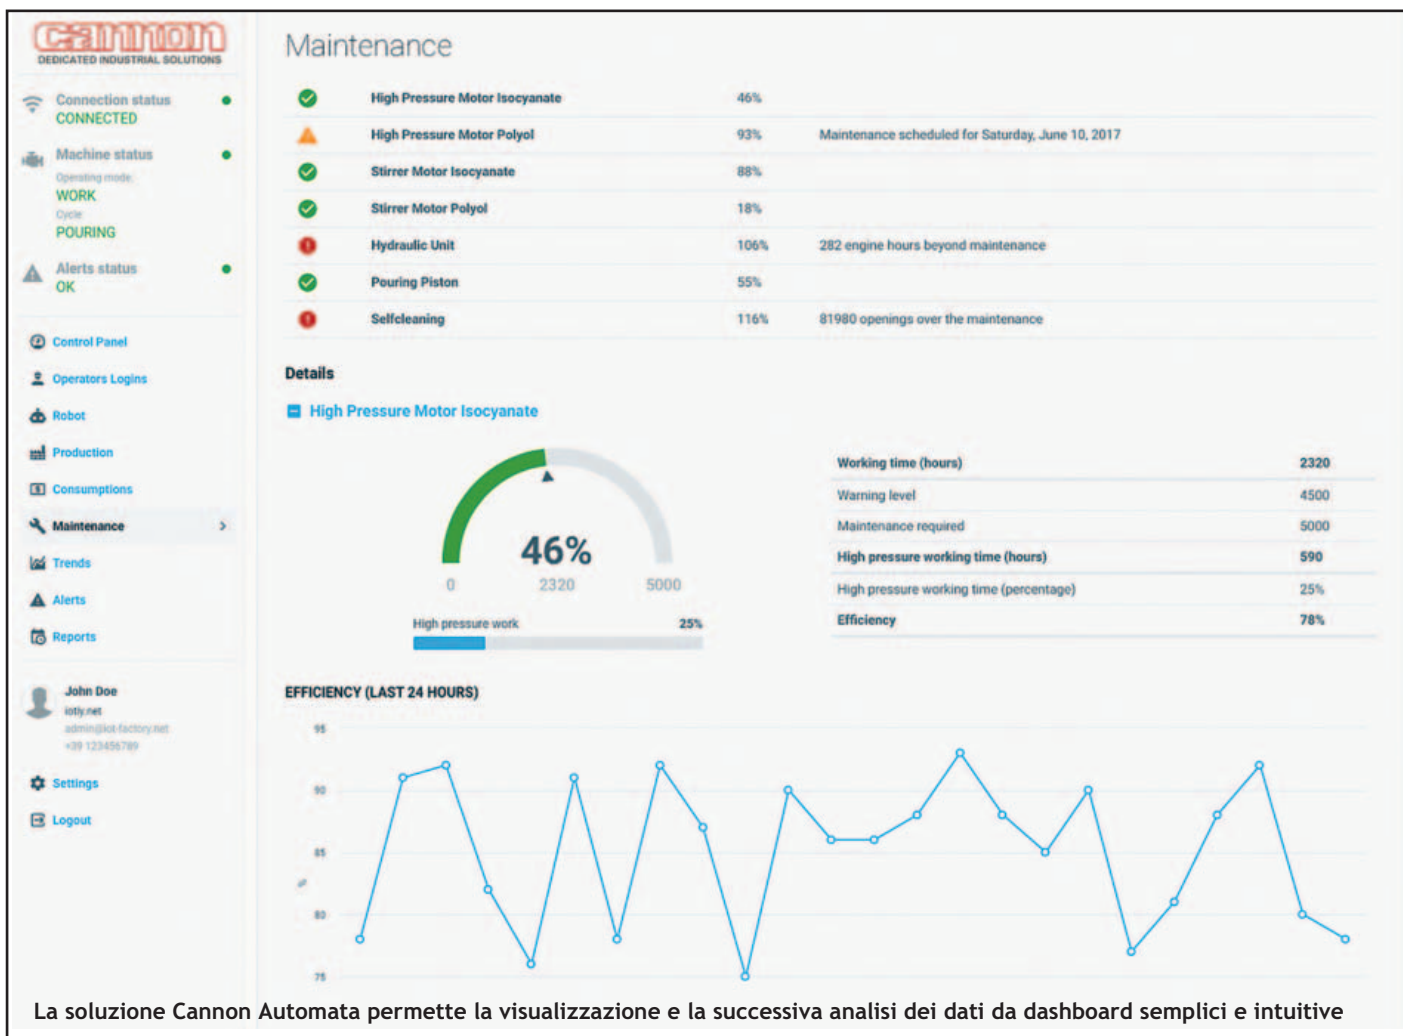 cannon
DEDICATED INDUSTRIAL SOLUTIONS
Connection status
CONNECTED
Machine status
Operating mode:
WORK
Cycle
POURING
Alerts status
OK
Control Panel
Operators Logins
Robot
Production
Consumptions
Maintenance
Trends
Alerts
Reports
John Doe
iotly.net
admin@iot-factory.net
+39 123456789
Settings
Logout
Maintenance
High Pressure Motor Isocyanate 46%
High Pressure Motor Polyol 93% Maintenance scheduled for Saturday, June 10, 2017
Stirrer Motor Isocyanate 88%
Stirrer Motor Polyol 18%
Hydraulic Unit 106% 282 engine hours beyond maintenance
Pouring Piston 55%
Selfcleaning 116% 81980 openings over the maintenance
Details
High Pressure Motor Isocyanate
46%
0 2320 5000
High pressure work 25%
Working time (hours) 2320
Warning level 4500
Maintenance required 5000
High pressure working time (hours) 590
High pressure working time (percentage) 25%
Efficiency 78%
EFFICIENCY (LAST 24 HOURS)
95
90
85
%
80
75
La soluzione Cannon Automata permette la visualizzazione e la successiva analisi dei dati da dashboard semplici e intuitive